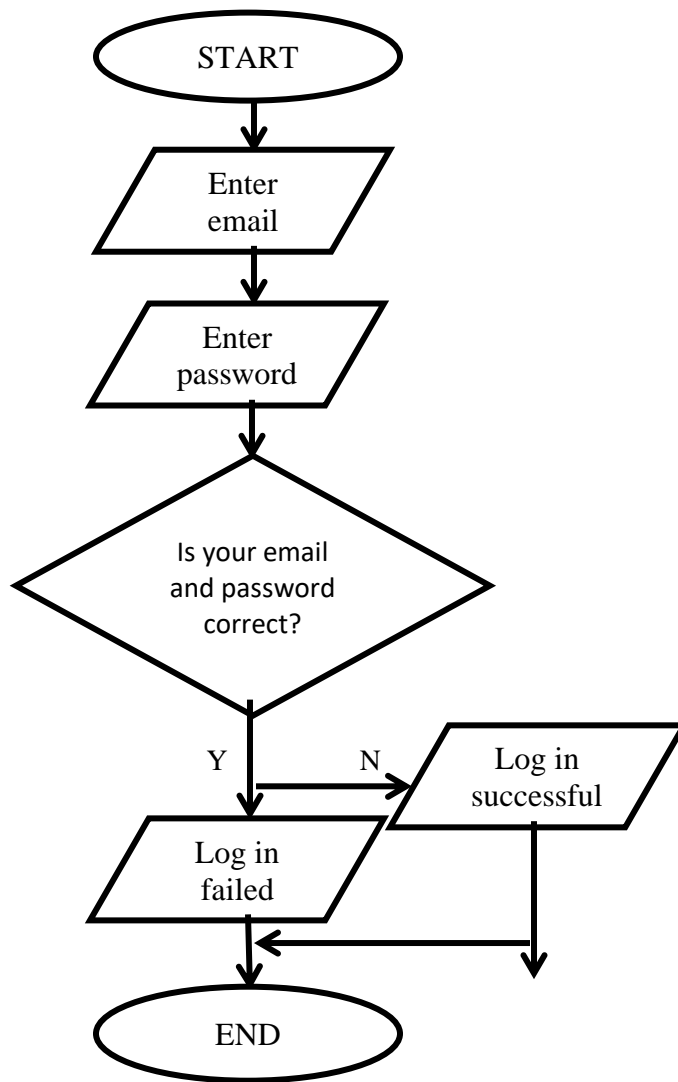 START
Enter
email
Enter
password
Is your email
and password
correct?
Y
N
Log in
successful
Log in
failed
END